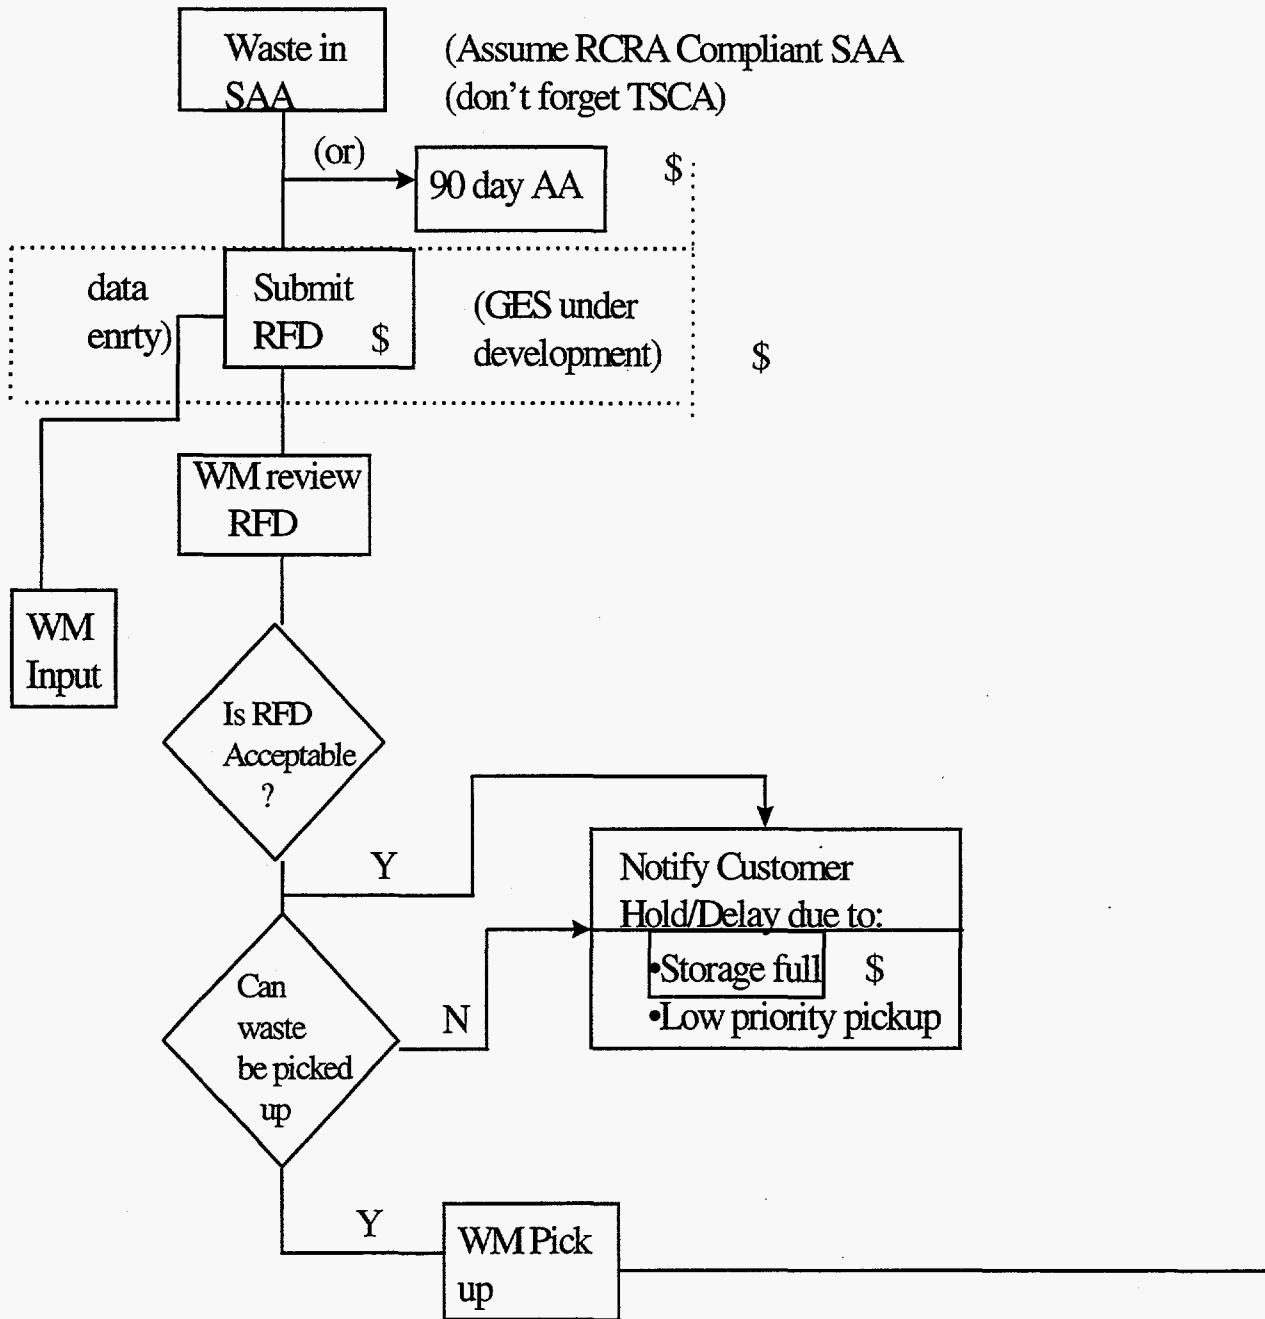 Waste in
SAA
(Assume RCRA Compliant SAA
(don't forget TSCA)
(or)
90 day AA
$
data
enrty)
Submit
RFD $
(GES under
development)
$
WM review
RFD
WM
Input
Is RFD
Acceptable
?
Y
Notify Customer
Hold/Delay due to:
•Storage full $
•Low priority pickup
Can
waste
be picked
up
N
Y
WM Pick
up